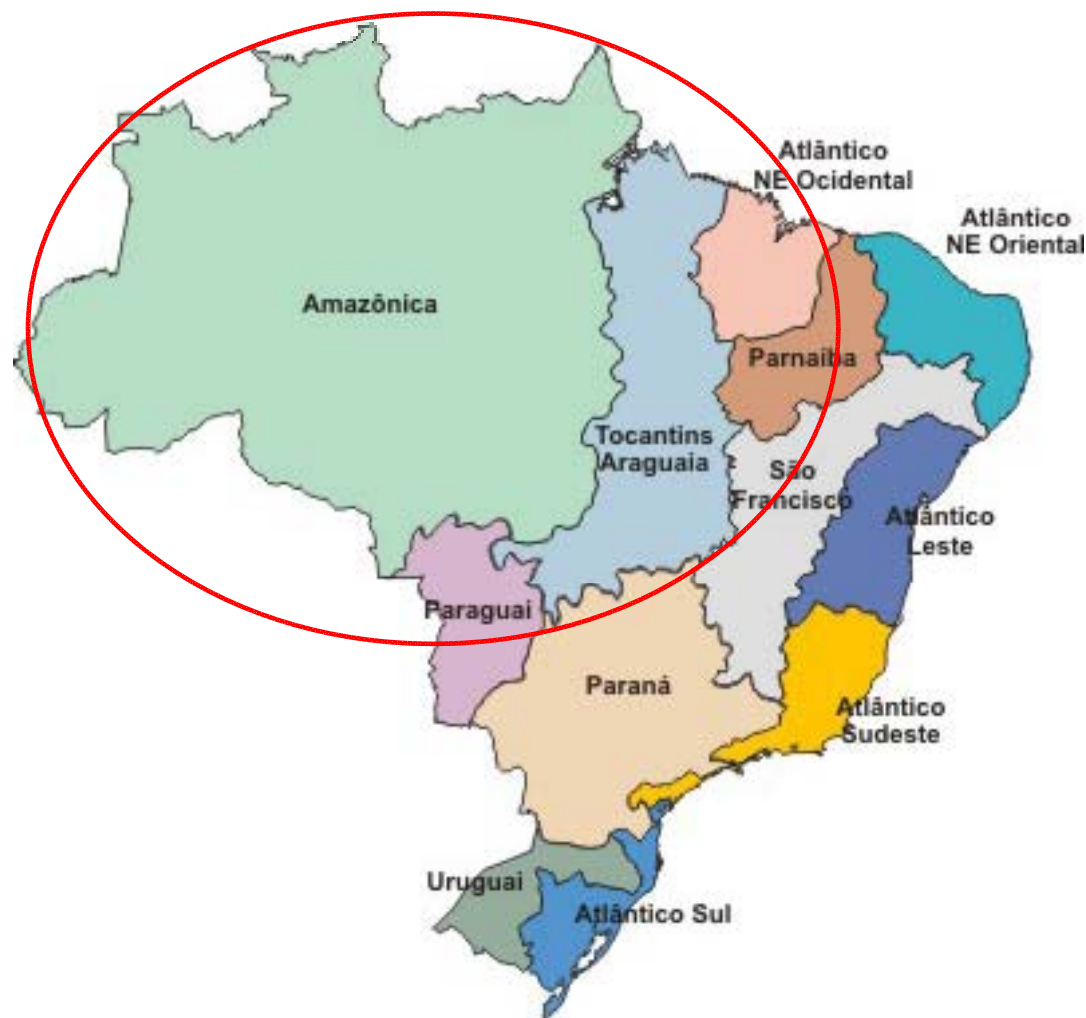 Atlântico
NE Ocidental
Atlântico
NE Oriental
Amazônica
Parnaíba
Tocantins
Araguaia
São
Francisco
Atlântico
Leste
Paraguai
Paraná
Atlântico
Sudeste
Uruguai
Atlântico Sul